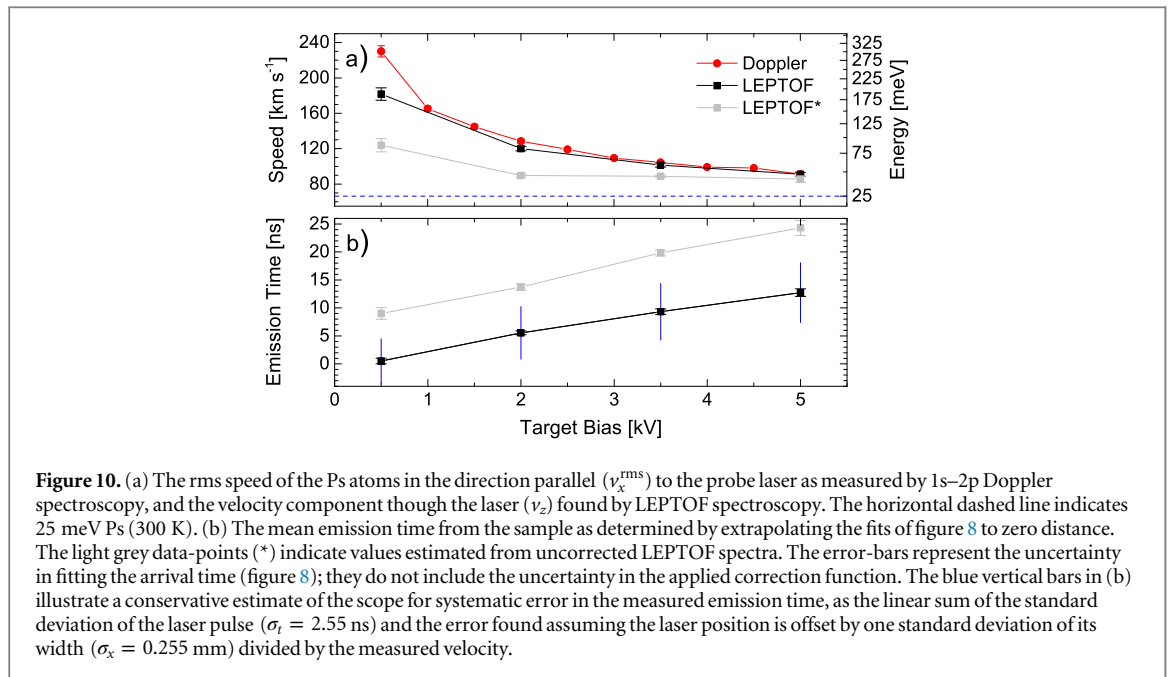 240
200
160
120
80
Speed [km s⁻¹]
a)
Doppler
LEPTOF
LEPTOF*
325
275
225
175
125
75
25
Energy [meV]
25
20
15
10
5
0
Emission Time [ns]
b)
0 1 2 3 4 5
Target Bias [kV]
Figure 10. (a) The rms speed of the Ps atoms in the direction parallel (vₓʳᵐˢ) to the probe laser as measured by 1s–2p Doppler
spectroscopy, and the velocity component though the laser (v_z) found by LEPTOF spectroscopy. The horizontal dashed line indicates
25 meV Ps (300 K). (b) The mean emission time from the sample as determined by extrapolating the fits of figure 8 to zero distance.
The light grey data-points (*) indicate values estimated from uncorrected LEPTOF spectra. The error-bars represent the uncertainty
in fitting the arrival time (figure 8); they do not include the uncertainty in the applied correction function. The blue vertical bars in (b)
illustrate a conservative estimate of the scope for systematic error in the measured emission time, as the linear sum of the standard
deviation of the laser pulse (σₜ = 2.55 ns) and the error found assuming the laser position is offset by one standard deviation of its
width (σₓ = 0.255 mm) divided by the measured velocity.